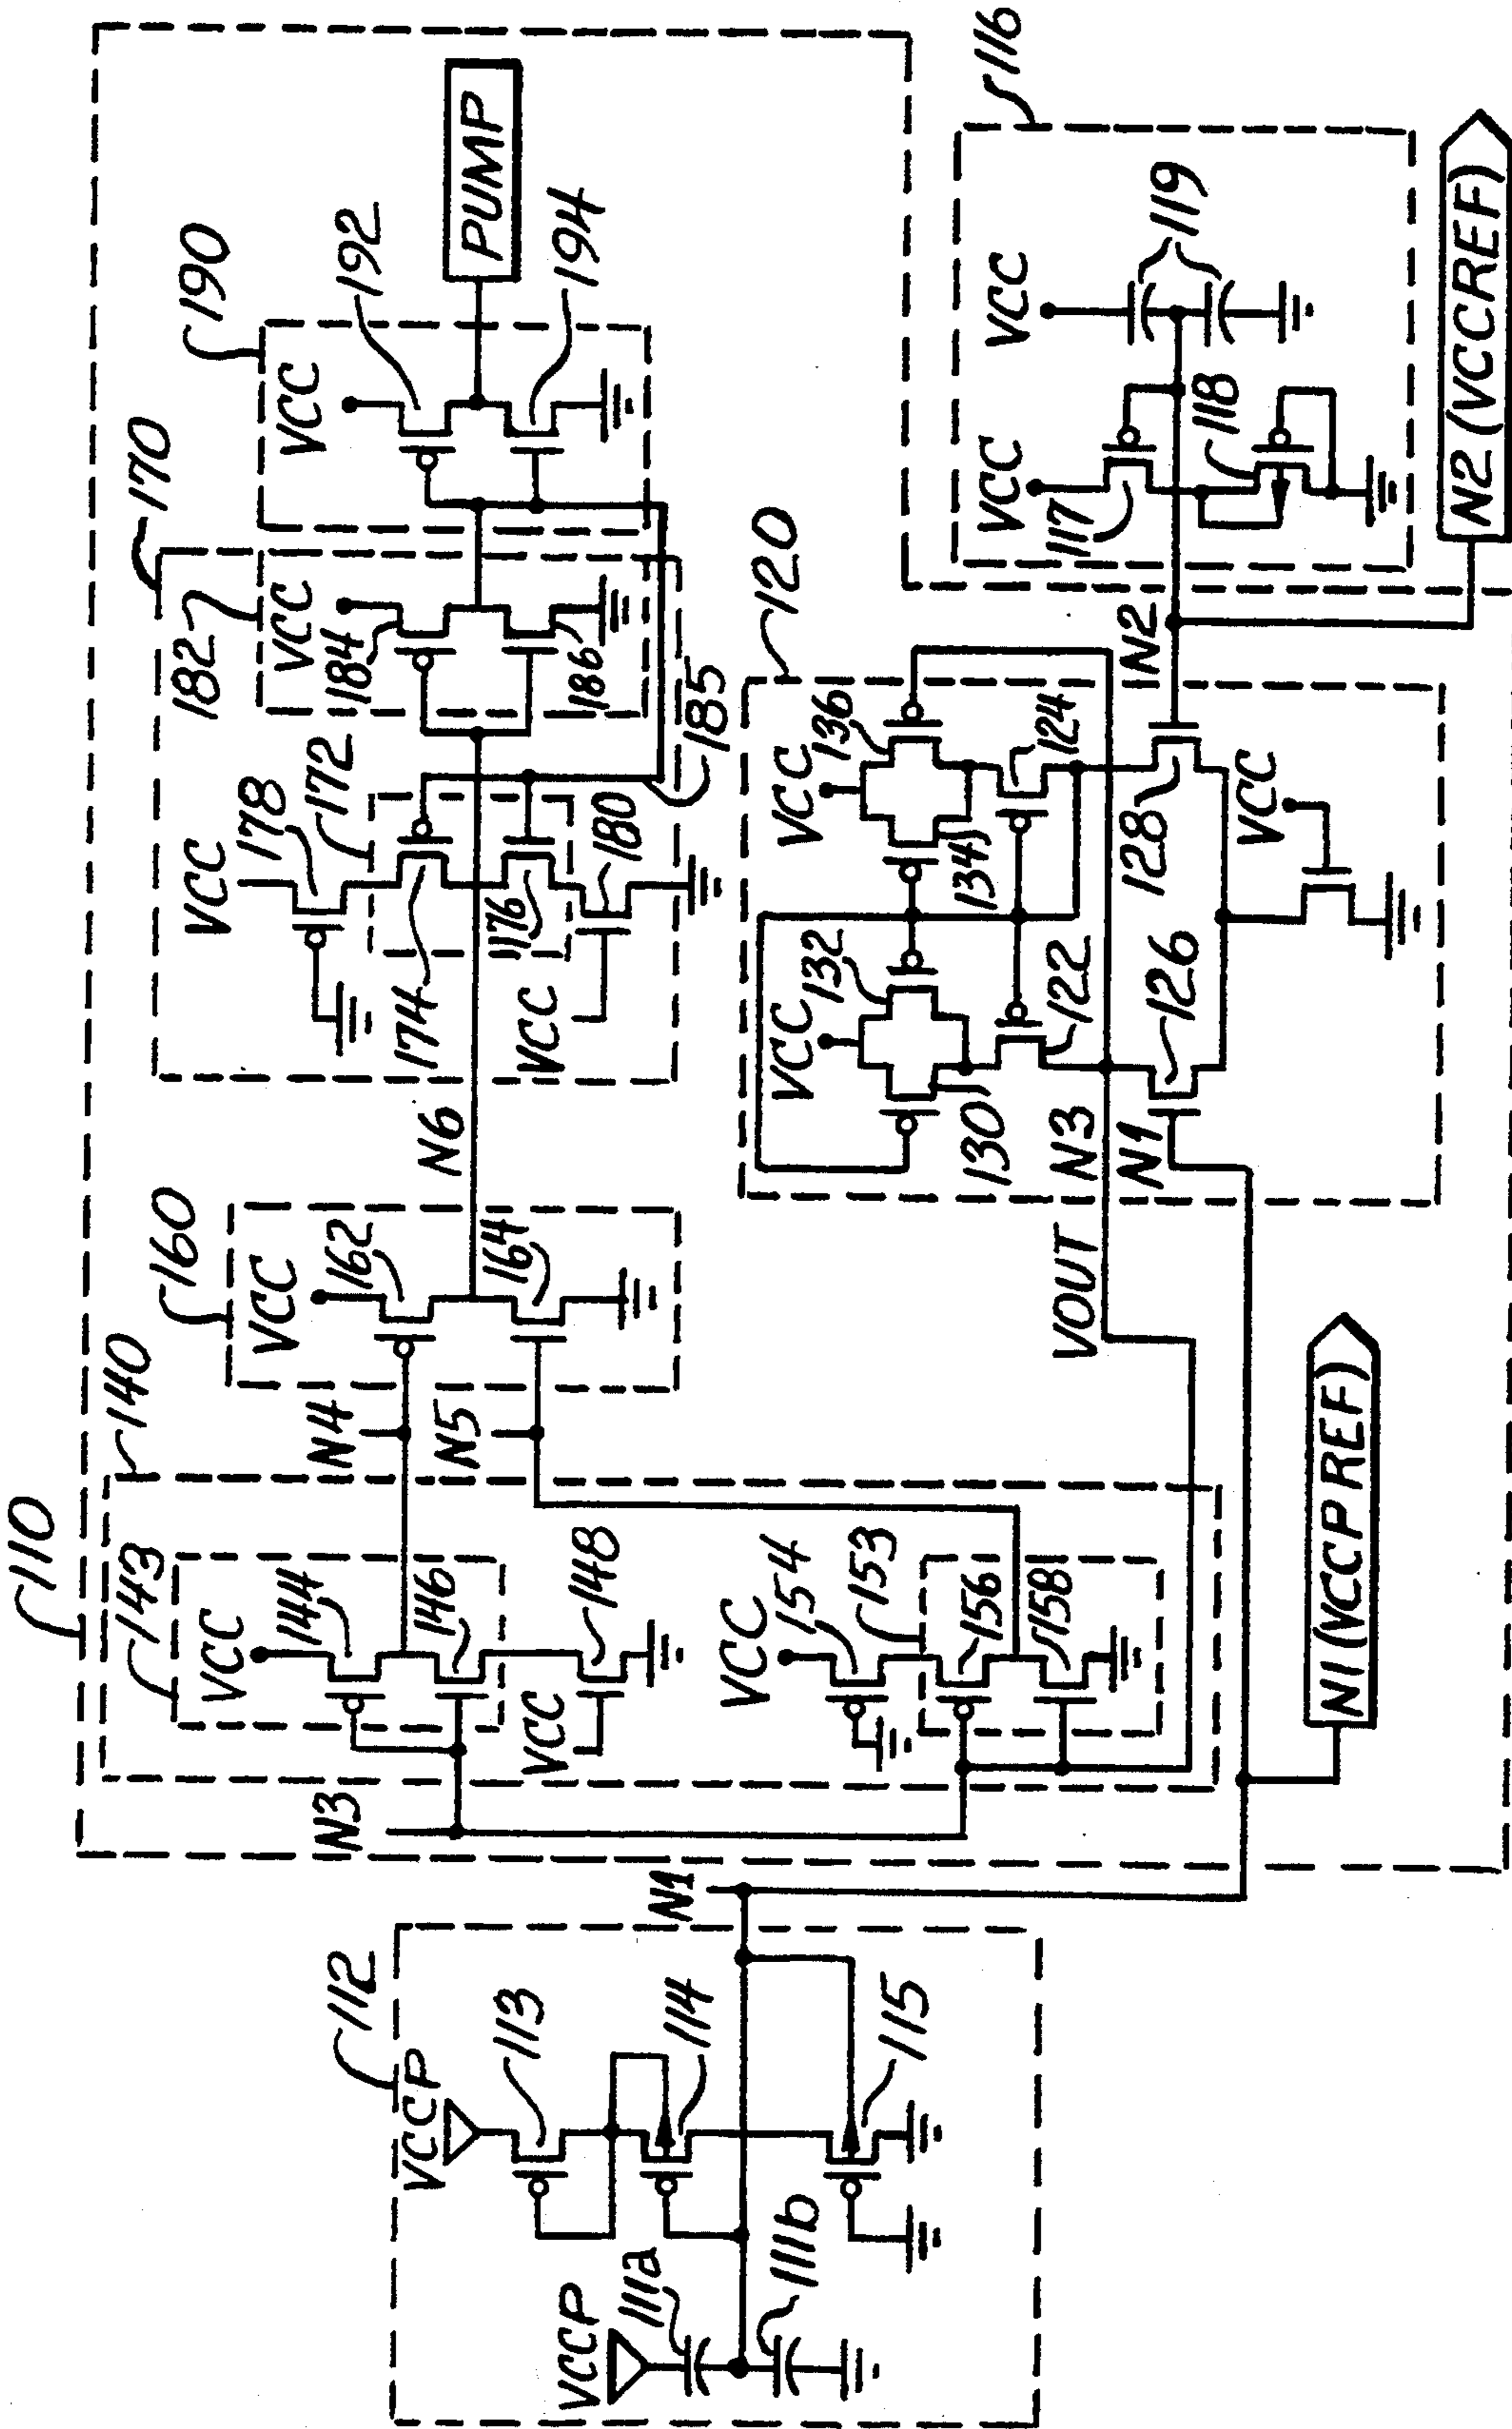 110
112
VCCP
113
114
115
VCCP
111a
111b
N1
N3
140
143
VCC
144
146
148
VCC
VCC
154
153
156
158
N4
N5
160
VCC
162
164
N6
170
VCC
178
172
174
176
180
VCC
182
VCC
184
186
185
190
VCC
192
194
PUMP
120
VCC
132
130
VCC
136
134
124
122
N3
N1
126
128
VCC
VOUT
N2
116
VCC
117
118
VCC
119
N1 (VCCP REF)
N2 (VCCREF)